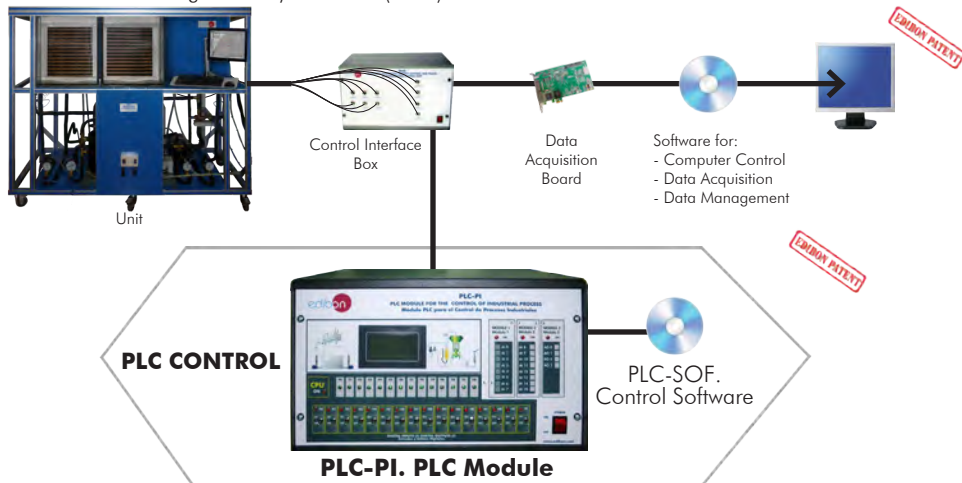 EDIBON PATENT
Control Interface
Box
Data
Acquisition
Board
Software for:
- Computer Control
- Data Acquisition
- Data Management
Unit
EDIBON PATENT
edibon
PLC-PI
PLC MODULE FOR THE CONTROL OF INDUSTRIAL PROCESS
Módulo PLC para el Control de Procesos Industriales
PLC CONTROL
CPU
PLC-SOF.
Control Software
PLC-PI. PLC Module